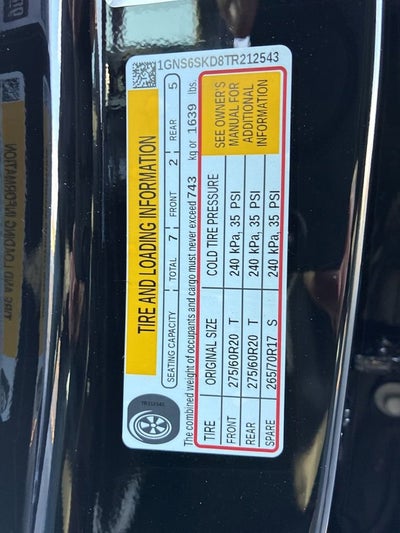 1GNS6SKD8TR212543
TIRE AND LOADING INFORMATION
SEATING CAPACITY TOTAL 7 FRONT 2 REAR 5
The combined weight of occupants and cargo must never exceed 743 kg or 1639 lbs.
TIRE ORIGINAL SIZE COLD TIRE PRESSURE
FRONT 275/60R20 T 240 kPa, 35 PSI
REAR 275/60R20 T 240 kPa, 35 PSI
SPARE 265/70R17 S 240 kPa, 35 PSI
SEE OWNER'S
MANUAL FOR
ADDITIONAL
INFORMATION
TR212543